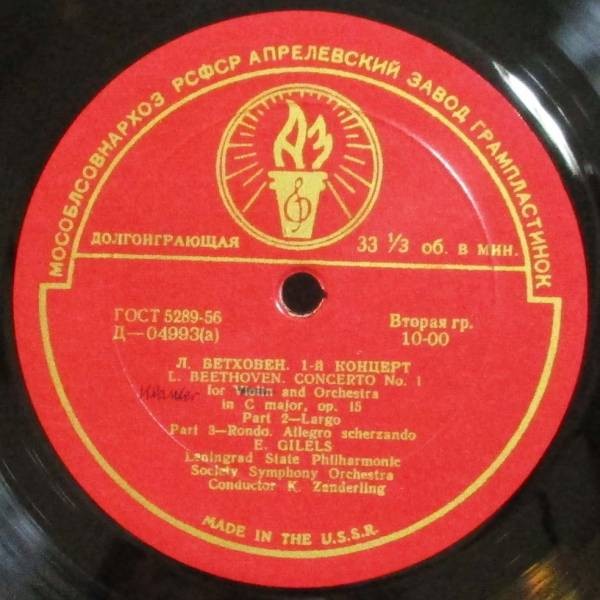 МОСОБЛСОВНАРХОЗ РСФСР АПРЕЛЕВСКИЙ ЗАВОД ГРАМПЛАСТИНОК
АЗ
ДОЛГОИГРАЮЩАЯ 33 1/3 об. в мин.
ГОСТ 5289-56 Вторая гр.
Д—04993(а) 10-00
Л. БЕТХОВЕН. 1-й КОНЦЕРТ
L. BEETHOVEN. CONCERTO No. 1
for Violin and Orchestra
in C major, op. 15
Part 2—Largo
Part 3—Rondo. Allegro scherzando
E. GILELS
Leningrad State Philharmonic
Society Symphony Orchestra
Conductor K. Zanderling
MADE IN THE U.S.S.R.